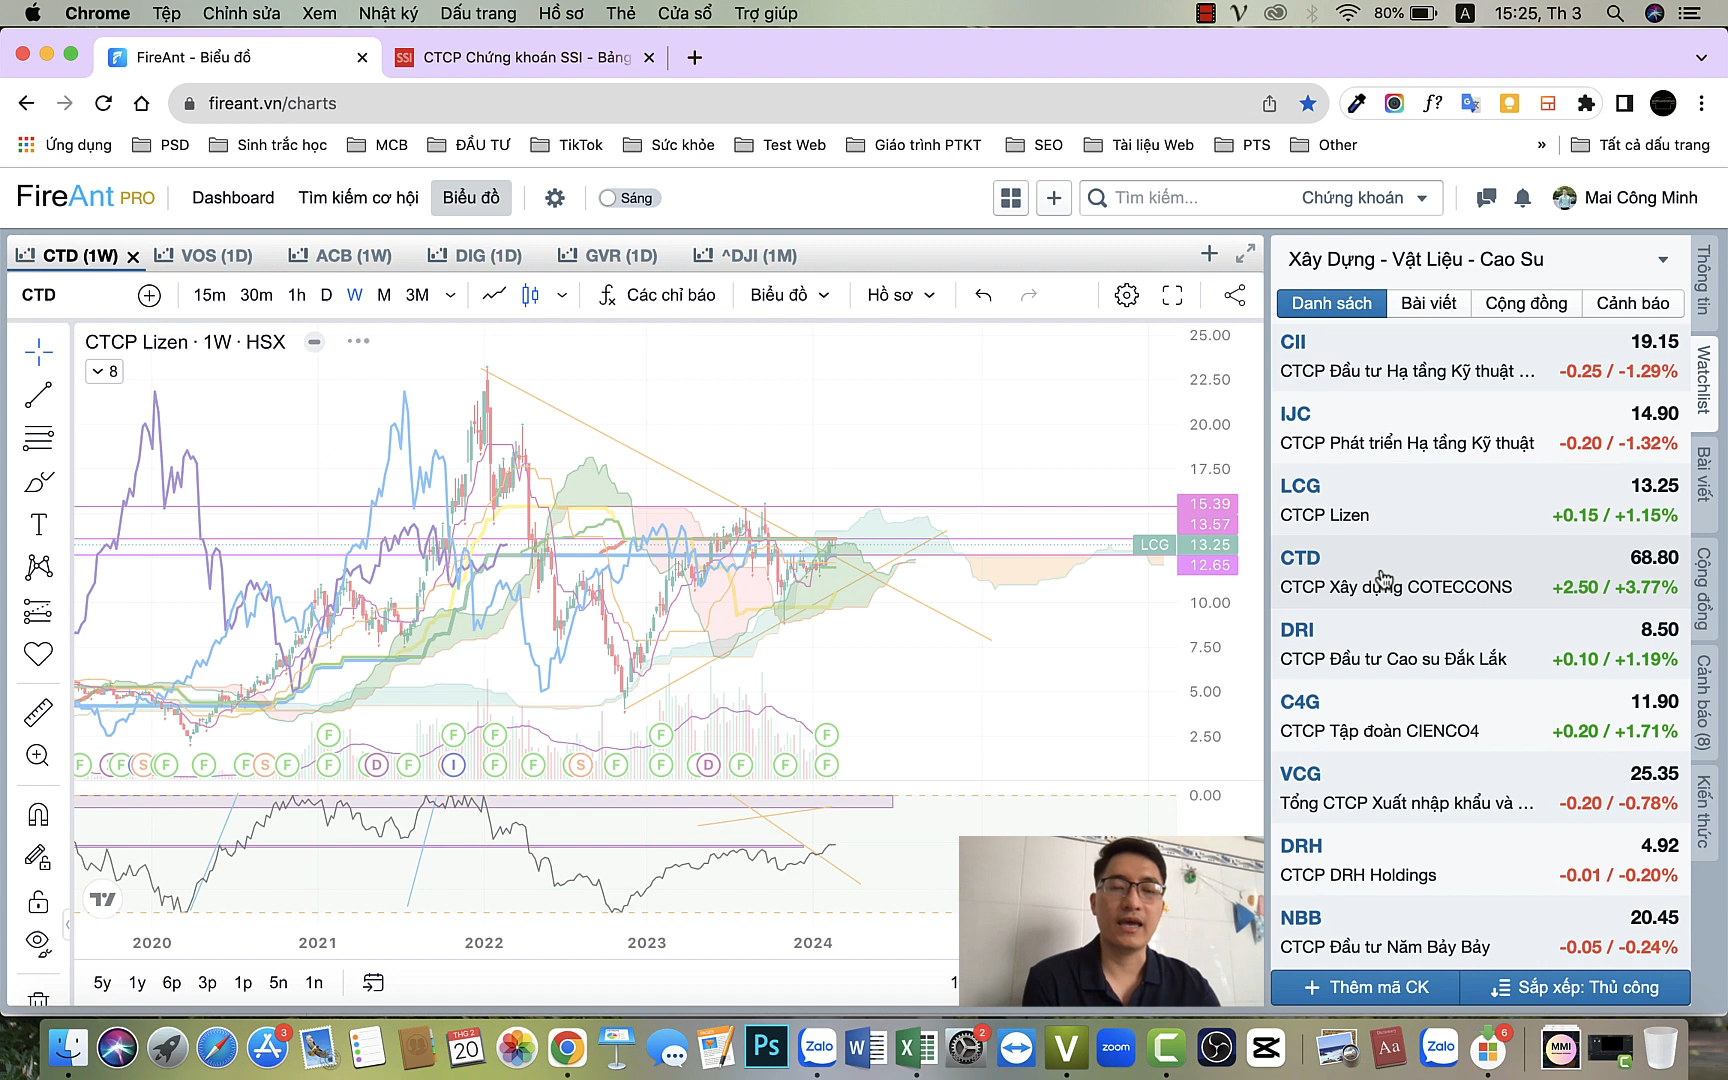 Chrome Tệp Chỉnh sửa Xem Nhật ký Dấu trang Hồ sơ Thẻ Cửa sổ Trợ giúp 80% A 15:25, Th 3
FireAnt - Biểu đồ
SSI CTCP Chứng khoán SSI - Bảng
fireant.vn/charts
f?
Ứng dụng PSD Sinh trắc học MCB ĐẦU TƯ TikTok Sức khỏe Test Web Giáo trình PTKT SEO Tài liệu Web PTS Other » Tất cả dấu trang
FireAnt PRO Dashboard Tìm kiếm cơ hội Biểu đồ Sáng Tìm kiếm... Chứng khoán Mai Công Minh
CTD (1W) VOS (1D) ACB (1W) DIG (1D) GVR (1D) ^DJI (1M)
CTD 15m 30m 1h D W M 3M Các chỉ báo Biểu đồ Hồ sơ
CTCP Lizen · 1W · HSX
8
25.00
22.50
20.00
17.50
15.39
13.57
LCG 13.25
12.65
10.00
7.50
5.00
2.50
0.00
F F F F F
F F S F F F S F F D F I F F S F F D F F F
2020 2021 2022 2023 2024
5y 1y 6p 3p 1p 5n 1n
Xây Dựng - Vật Liệu - Cao Su
Danh sách Bài viết Cộng đồng Cảnh báo
CII 19.15
CTCP Đầu tư Hạ tầng Kỹ thuật ... -0.25 / -1.29%
IJC 14.90
CTCP Phát triển Hạ tầng Kỹ thuật -0.20 / -1.32%
LCG 13.25
CTCP Lizen +0.15 / +1.15%
CTD 68.80
CTCP Xây dựng COTECCONS +2.50 / +3.77%
DRI 8.50
CTCP Đầu tư Cao su Đắk Lắk +0.10 / +1.19%
C4G 11.90
CTCP Tập đoàn CIENCO4 +0.20 / +1.71%
VCG 25.35
Tổng CTCP Xuất nhập khẩu và ... -0.20 / -0.78%
DRH 4.92
CTCP DRH Holdings -0.01 / -0.20%
NBB 20.45
CTCP Đầu tư Năm Bảy Bảy -0.05 / -0.24%
+ Thêm mã CK Sắp xếp: Thủ công
Thông tin
Watchlist
Bài viết
Cộng đồng
Cảnh báo (8)
Kiến thức
3 THG 2 20 Ps Zalo W X 2 V zoom C Aa Zalo 6 MMI